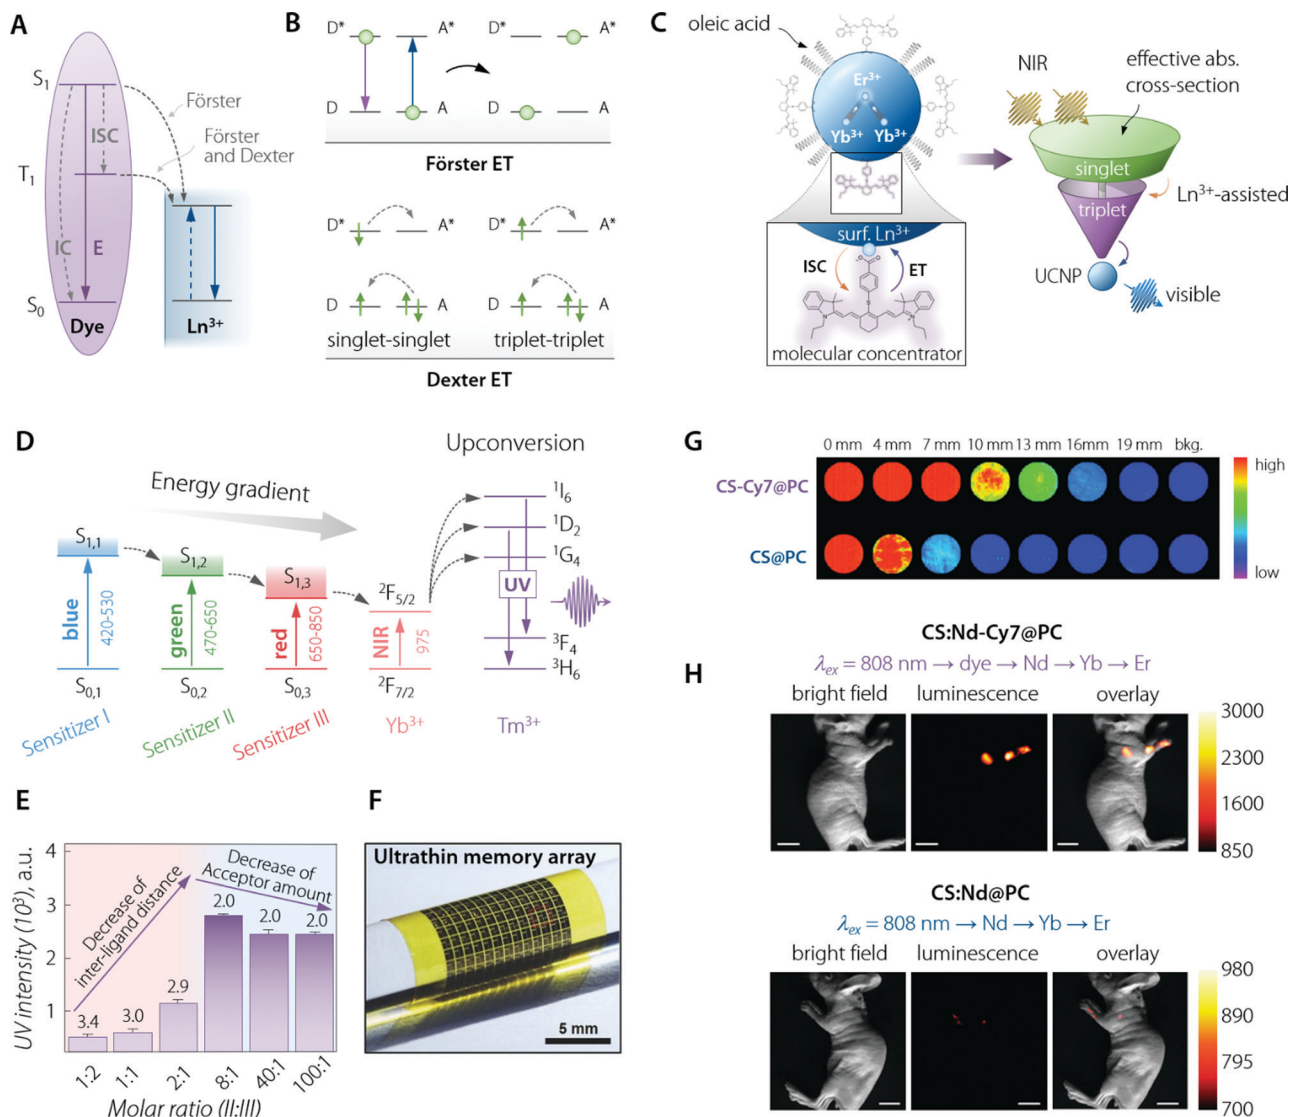 A
S1
T1
S0
ISC
IC
E
Dye
Förster
Förster
and Dexter
Ln3+
B
D* A* D* A*
D A D A
Förster ET
D* A* D* A*
D A D A
singlet-singlet triplet-triplet
Dexter ET
C
oleic acid
Er3+
Yb3+ Yb3+
surf. Ln3+
ISC ET
molecular concentrator
NIR
effective abs.
cross-section
singlet
triplet
Ln3+-assisted
UCNP
visible
D
Upconversion
Energy gradient
S1,1
S1,2
S1,3
2F5/2
1I6
1D2
1G4
UV
3F4
3H6
blue
420-530
green
470-650
red
650-850
NIR
975
S0,1
S0,2
S0,3
2F7/2
Sensitizer I
Sensitizer II
Sensitizer III
Yb3+
Tm3+
E
UV intensity (10³), a.u.
4
3
2
1
Decrease of
inter-ligand distance
Decrease of
Acceptor amount
3.4
3.0
2.9
2.0
2.0
2.0
1:2
1:1
2:1
8:1
40:1
100:1
Molar ratio (II:III)
F
Ultrathin memory array
5 mm
G
0 mm 4 mm 7 mm 10 mm 13 mm 16mm 19 mm bkg.
CS-Cy7@PC
CS@PC
high
low
H
CS:Nd-Cy7@PC
λex = 808 nm → dye → Nd → Yb → Er
bright field luminescence overlay
3000
2300
1600
850
CS:Nd@PC
λex = 808 nm → Nd → Yb → Er
bright field luminescence overlay
980
890
795
700